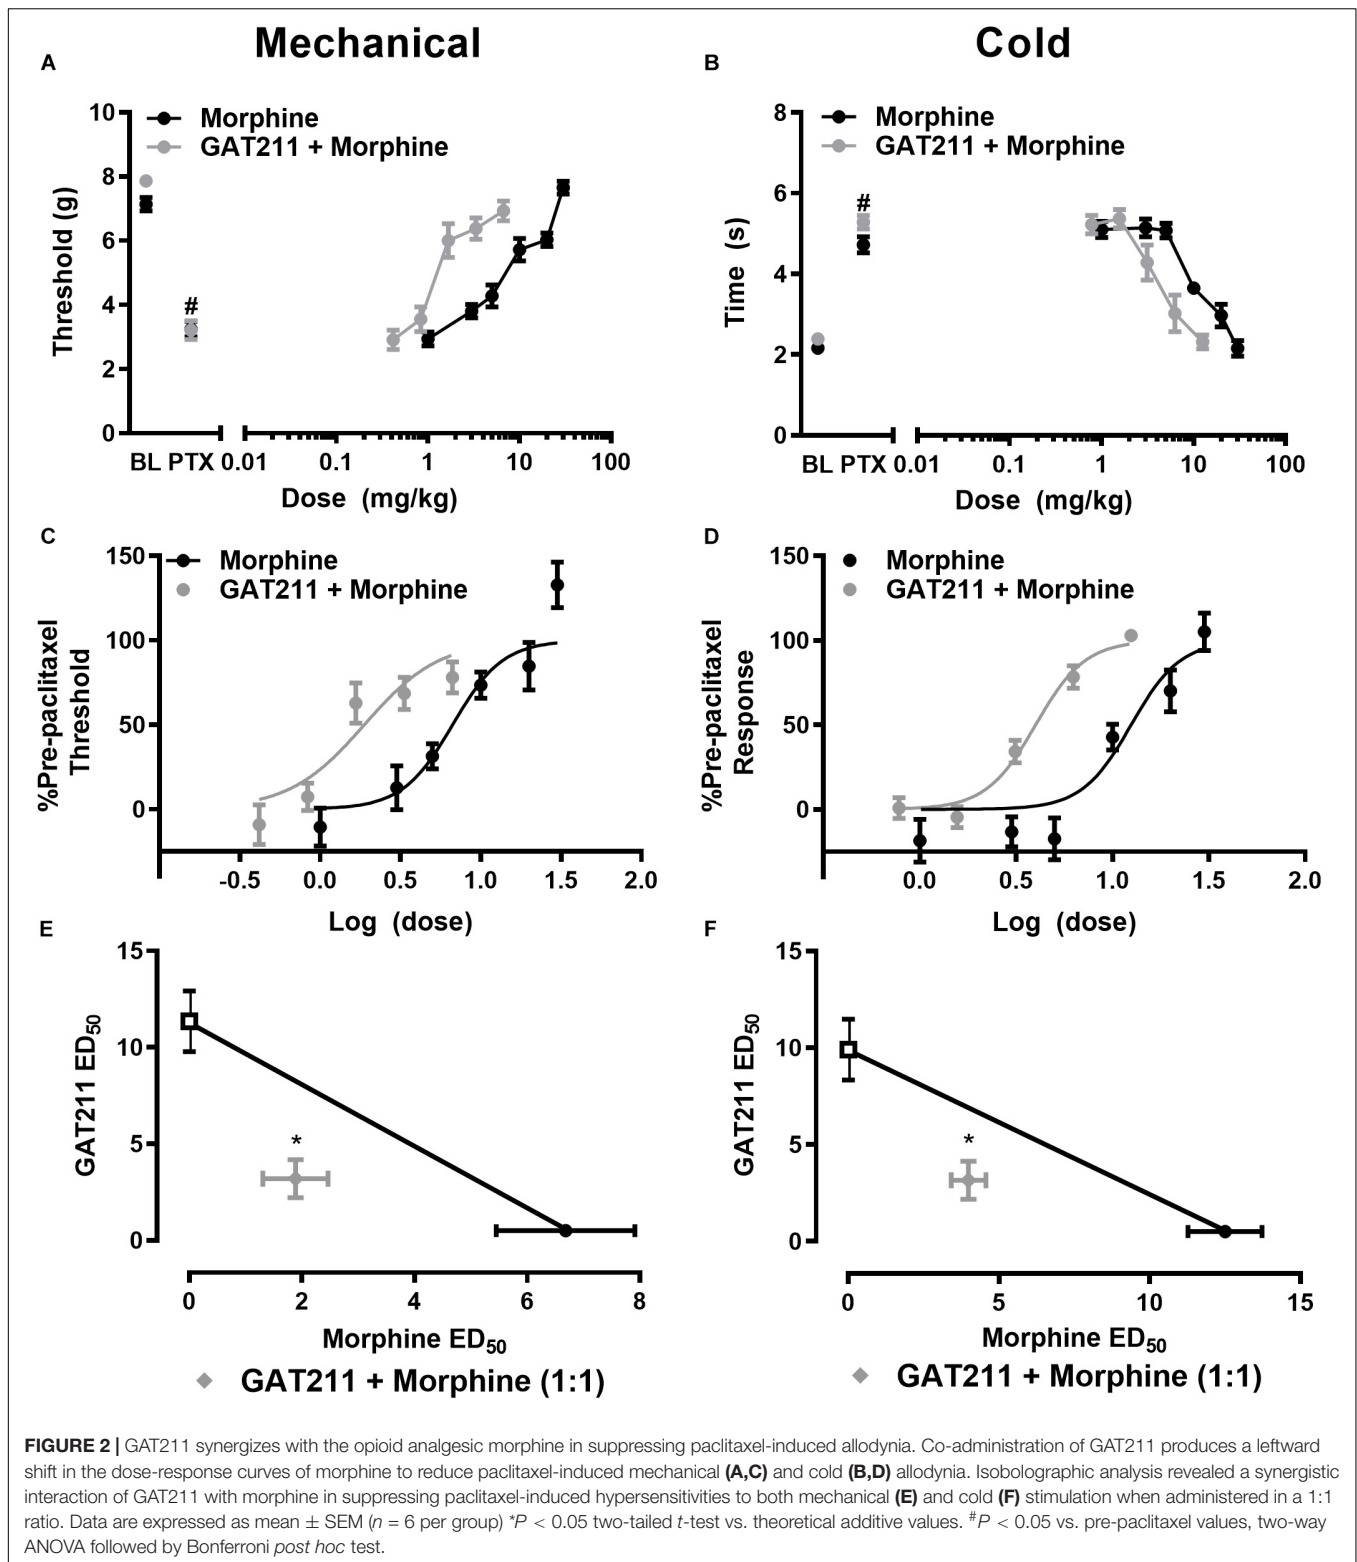 Mechanical
Cold
A
10
8
6
4
2
0
Threshold (g)
Morphine
GAT211 + Morphine
#
BL PTX 0.01 0.1 1 10 100
Dose (mg/kg)
B
8
6
4
2
0
Time (s)
Morphine
GAT211 + Morphine
#
BL PTX 0.01 0.1 1 10 100
Dose (mg/kg)
C
150
100
50
0
%Pre-paclitaxel
Threshold
Morphine
GAT211 + Morphine
-0.5 0.0 0.5 1.0 1.5 2.0
Log (dose)
D
150
100
50
0
%Pre-paclitaxel
Response
Morphine
GAT211 + Morphine
0.0 0.5 1.0 1.5 2.0
Log (dose)
E
15
10
5
0
GAT211 ED50
*
0 2 4 6 8
Morphine ED50
GAT211 + Morphine (1:1)
F
15
10
5
0
GAT211 ED50
*
0 5 10 15
Morphine ED50
GAT211 + Morphine (1:1)
FIGURE 2 | GAT211 synergizes with the opioid analgesic morphine in suppressing paclitaxel-induced allodynia. Co-administration of GAT211 produces a leftward
shift in the dose-response curves of morphine to reduce paclitaxel-induced mechanical (A,C) and cold (B,D) allodynia. Isobolographic analysis revealed a synergistic
interaction of GAT211 with morphine in suppressing paclitaxel-induced hypersensitivities to both mechanical (E) and cold (F) stimulation when administered in a 1:1
ratio. Data are expressed as mean ± SEM (n = 6 per group) *P < 0.05 two-tailed t-test vs. theoretical additive values. #P < 0.05 vs. pre-paclitaxel values, two-way
ANOVA followed by Bonferroni post hoc test.